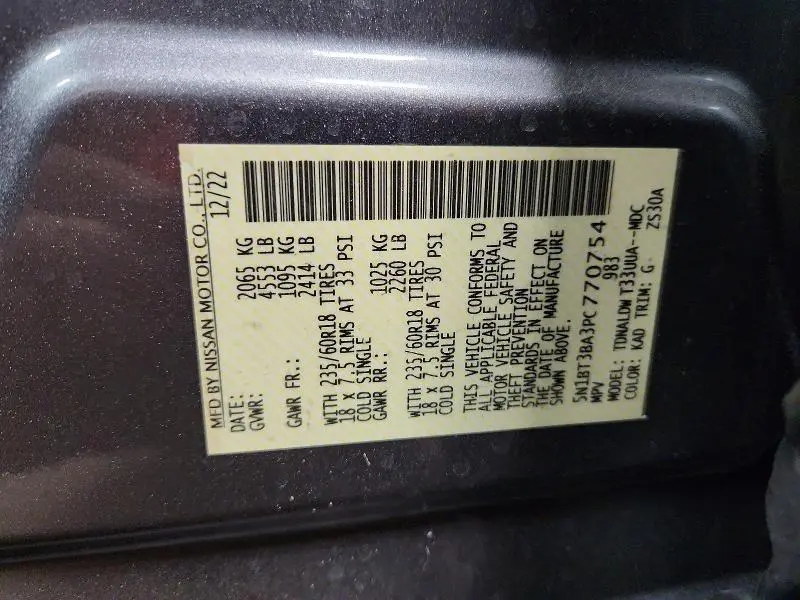 MFD BY NISSAN MOTOR CO., LTD.
DATE: 12/22
GVWR: 2065 KG
4553 LB
GAWR FR.: 1095 KG
2414 LB
WITH 235/60R18 TIRES
18 x 7.5 RIMS AT 33 PSI
COLD SINGLE
GAWR RR.: 1025 KG
2260 LB
WITH 235/60R18 TIRES
18 x 7.5 RIMS AT 30 PSI
COLD SINGLE
THIS VEHICLE CONFORMS TO
ALL APPLICABLE FEDERAL
MOTOR VEHICLE SAFETY AND
THEFT PREVENTION
STANDARDS IN EFFECT ON
THE DATE OF MANUFACTURE
SHOWN ABOVE.
5N1BT3BA3PC770754
MPV 983
MODEL: TDNALDW T33UUA--MDC
COLOR: KAD TRIM: G ZS30A